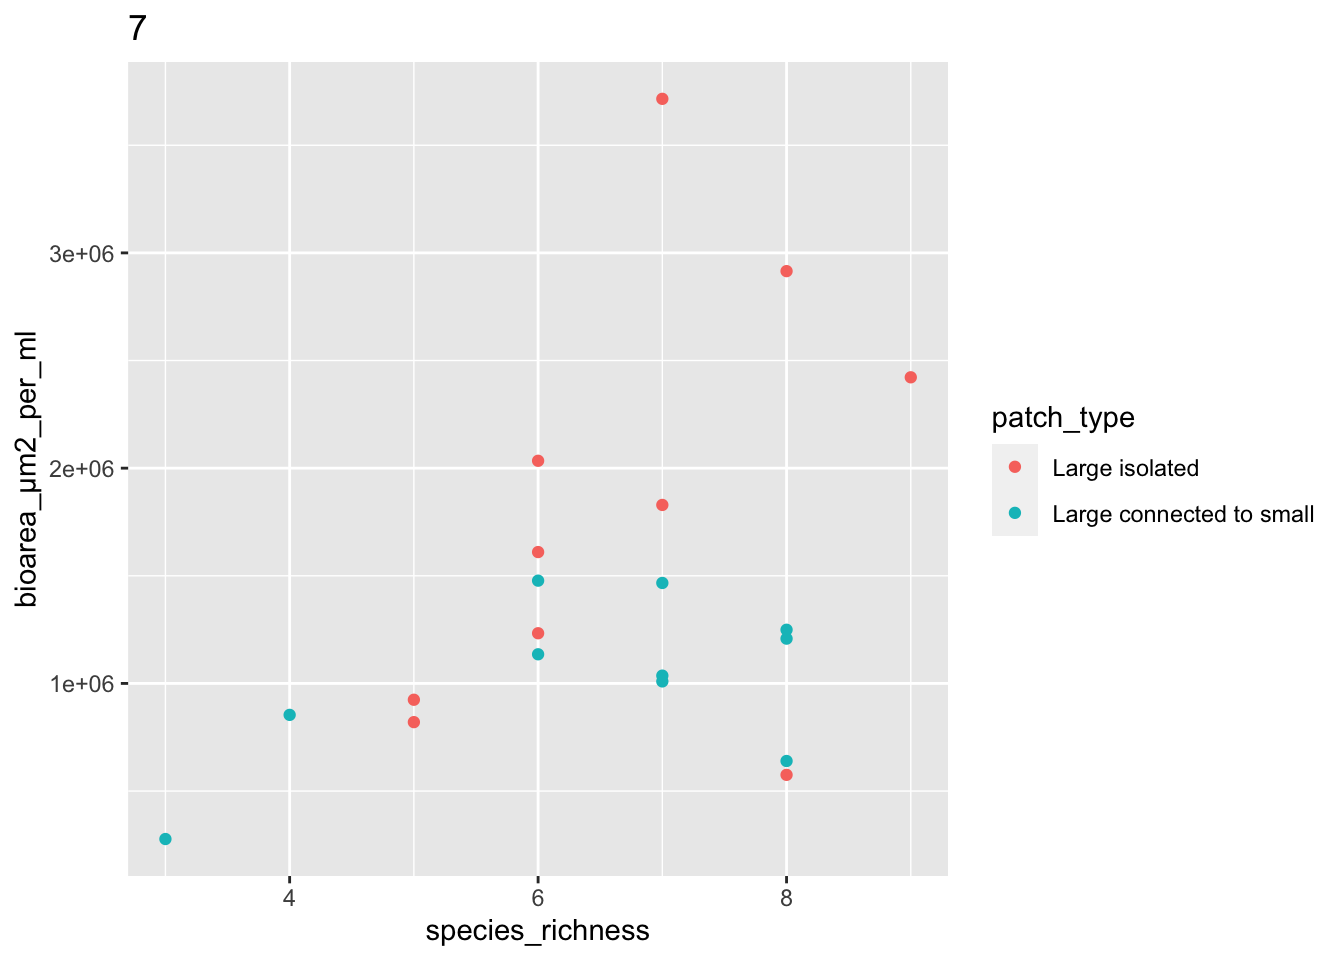 7
3e+06
2e+06
1e+06
bioarea_µm2_per_ml
4
6
8
species_richness
patch_type
Large isolated
Large connected to small